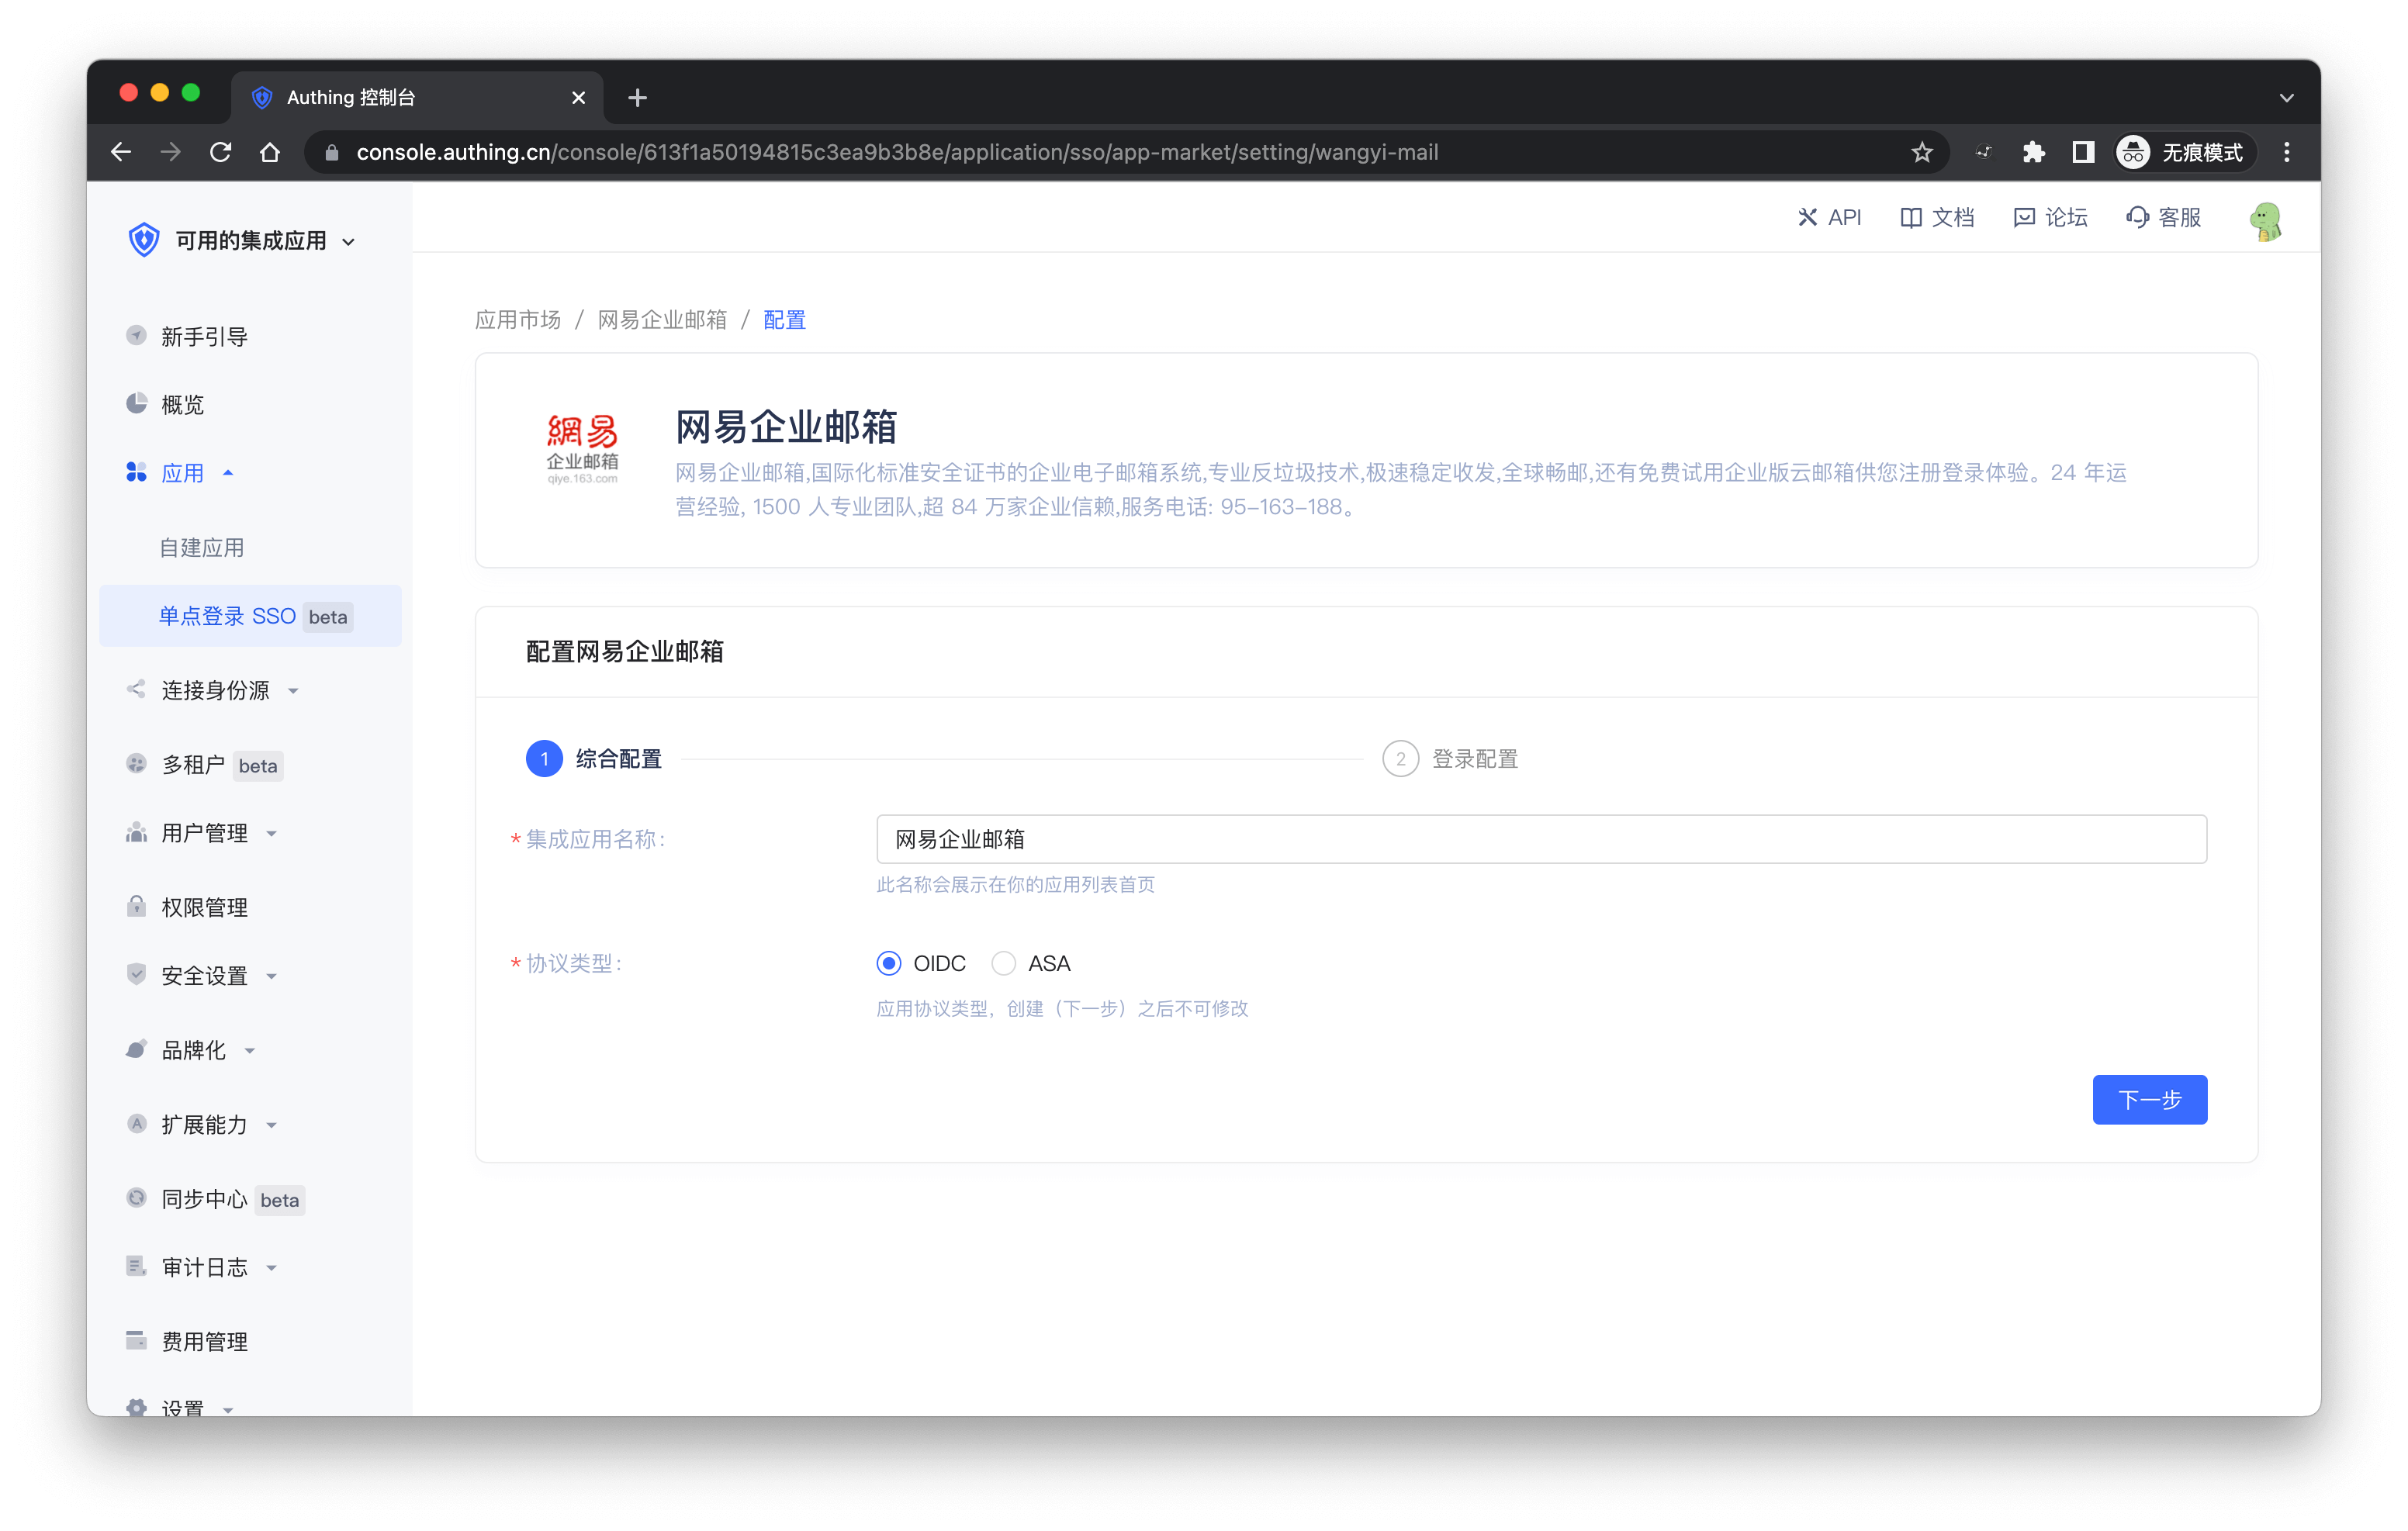 Authing 控制台
console.authing.cn/console/613f1a50194815c3ea9b3b8e/application/sso/app-market/setting/wangyi-mail
无痕模式
可用的集成应用
API
文档
论坛
客服
新手引导
概览
应用
自建应用
单点登录 SSO beta
连接身份源
多租户 beta
用户管理
权限管理
安全设置
品牌化
扩展能力
同步中心 beta
审计日志
费用管理
设置
应用市场 / 网易企业邮箱 / 配置
網易
企业邮箱
qiye.163.com
网易企业邮箱
网易企业邮箱,国际化标准安全证书的企业电子邮箱系统,专业反垃圾技术,极速稳定收发,全球畅邮,还有免费试用企业版云邮箱供您注册登录体验。24 年运
营经验, 1500 人专业团队,超 84 万家企业信赖,服务电话: 95-163-188。
配置网易企业邮箱
1 综合配置
2 登录配置
* 集成应用名称:
网易企业邮箱
此名称会展示在你的应用列表首页
* 协议类型:
OIDC
ASA
应用协议类型，创建（下一步）之后不可修改
下一步